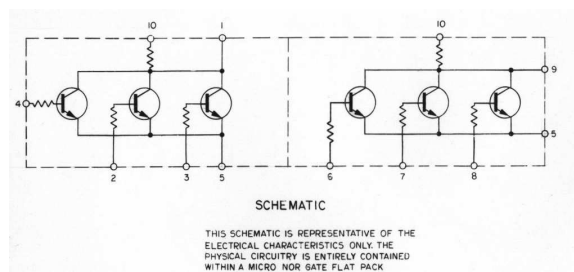 10 1 10
9
4
5
2 3 5 6 7 8
SCHEMATIC
THIS SCHEMATIC IS REPRESENTATIVE OF THE
ELECTRICAL CHARACTERISTICS ONLY. THE
PHYSICAL CIRCUITRY IS ENTIRELY CONTAINED
WITHIN A MICRO NOR GATE FLAT PACK